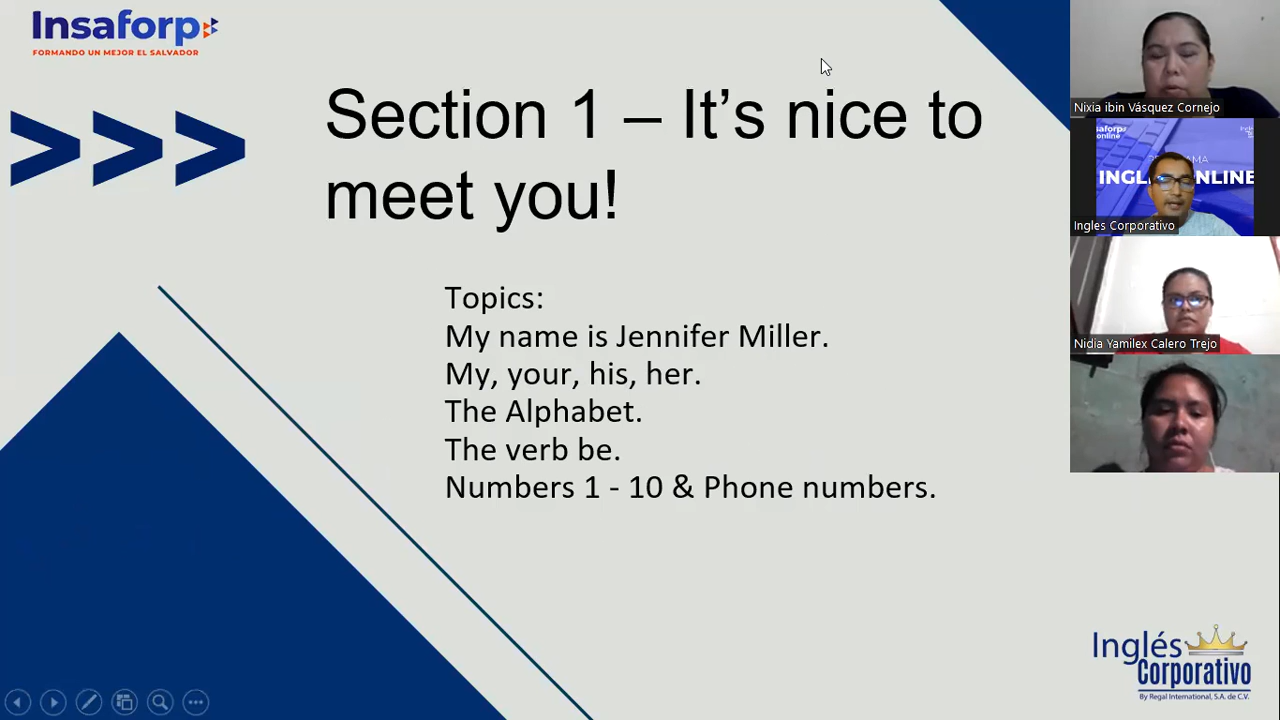 Insaforp
FORMANDO UN MEJOR EL SALVADOR
>>>
Section 1 – It's nice to
meet you!
Topics:
My name is Jennifer Miller.
My, your, his, her.
The Alphabet.
The verb be.
Numbers 1 - 10 & Phone numbers.
Nixia ibin Vásquez Cornejo
Ingles Corporativo
Nidia Yamilex Calero Trejo
Inglés
Corporativo
By Regal International, S.A. de C.V.